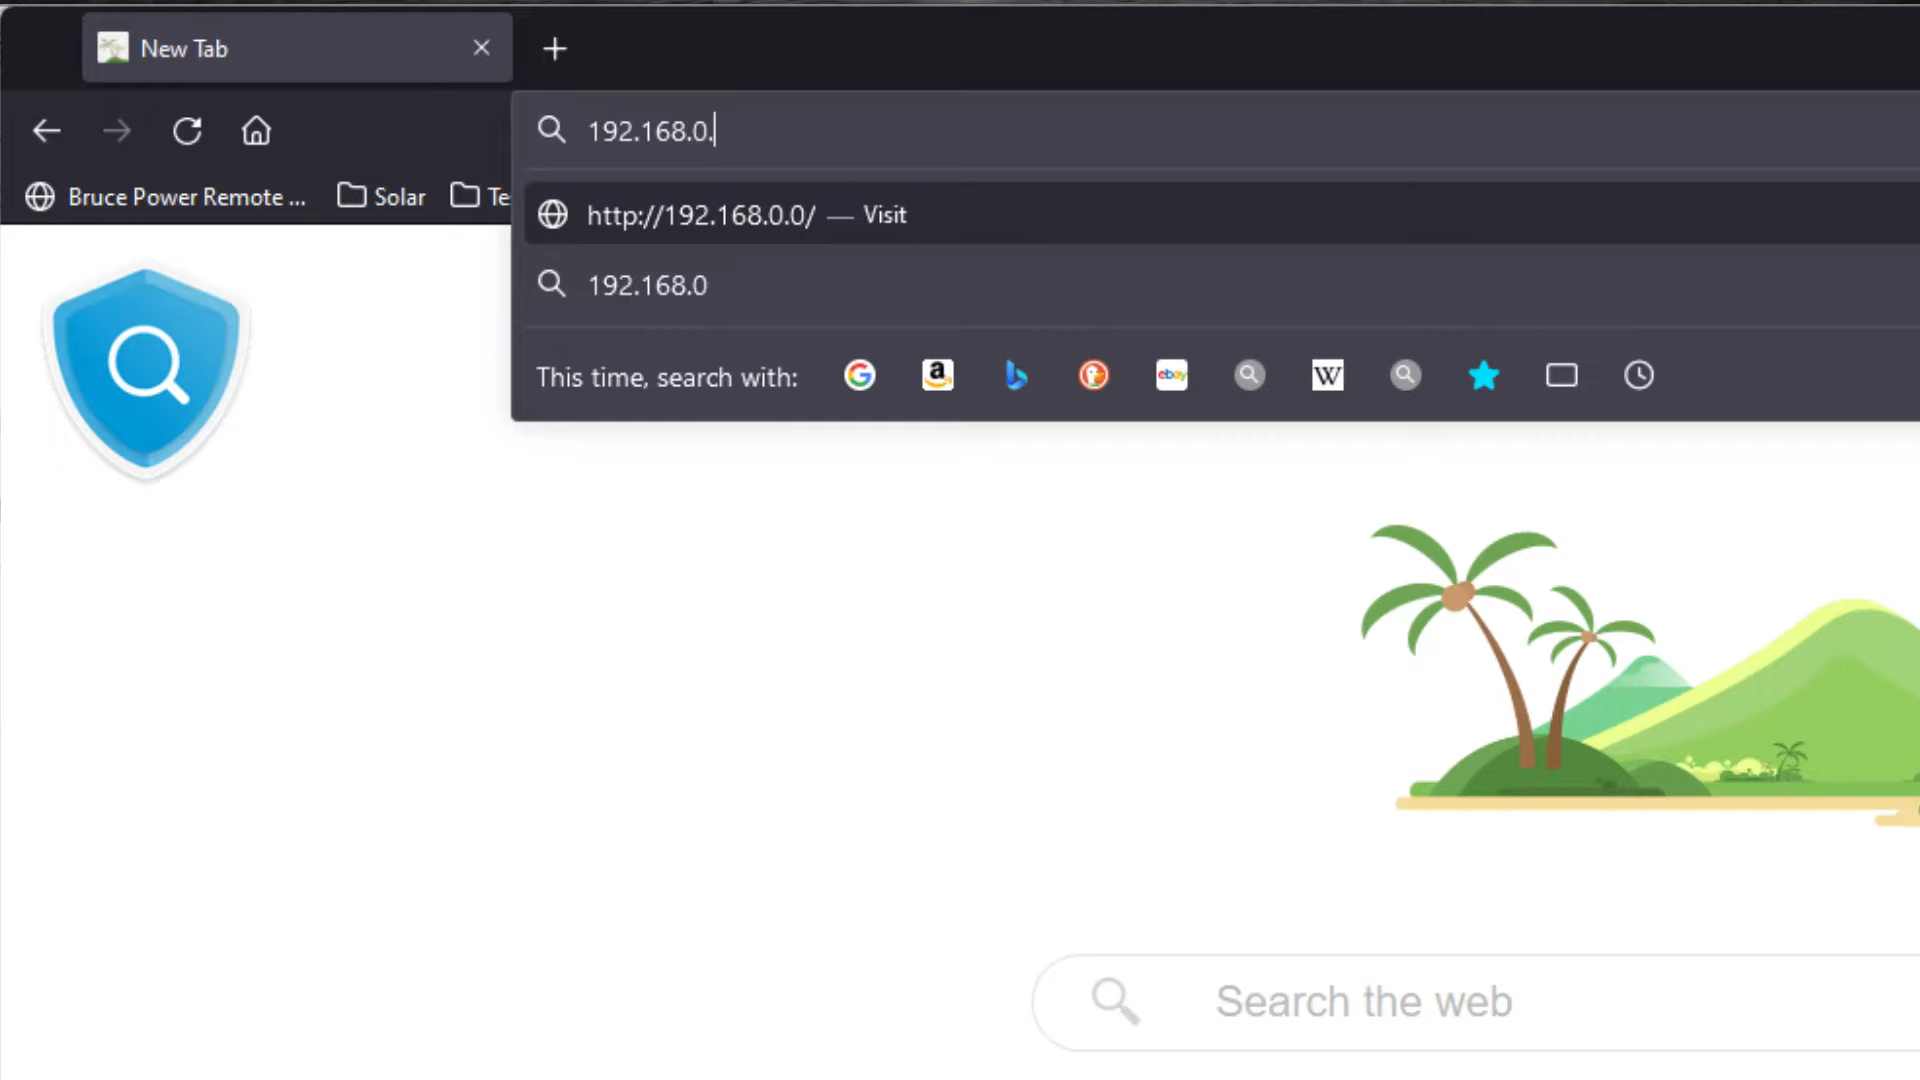 New Tab
192.168.0.
Bruce Power Remote ...
Solar
Te
http://192.168.0.0/ — Visit
192.168.0
This time, search with:
a
ebay
W
Search the web